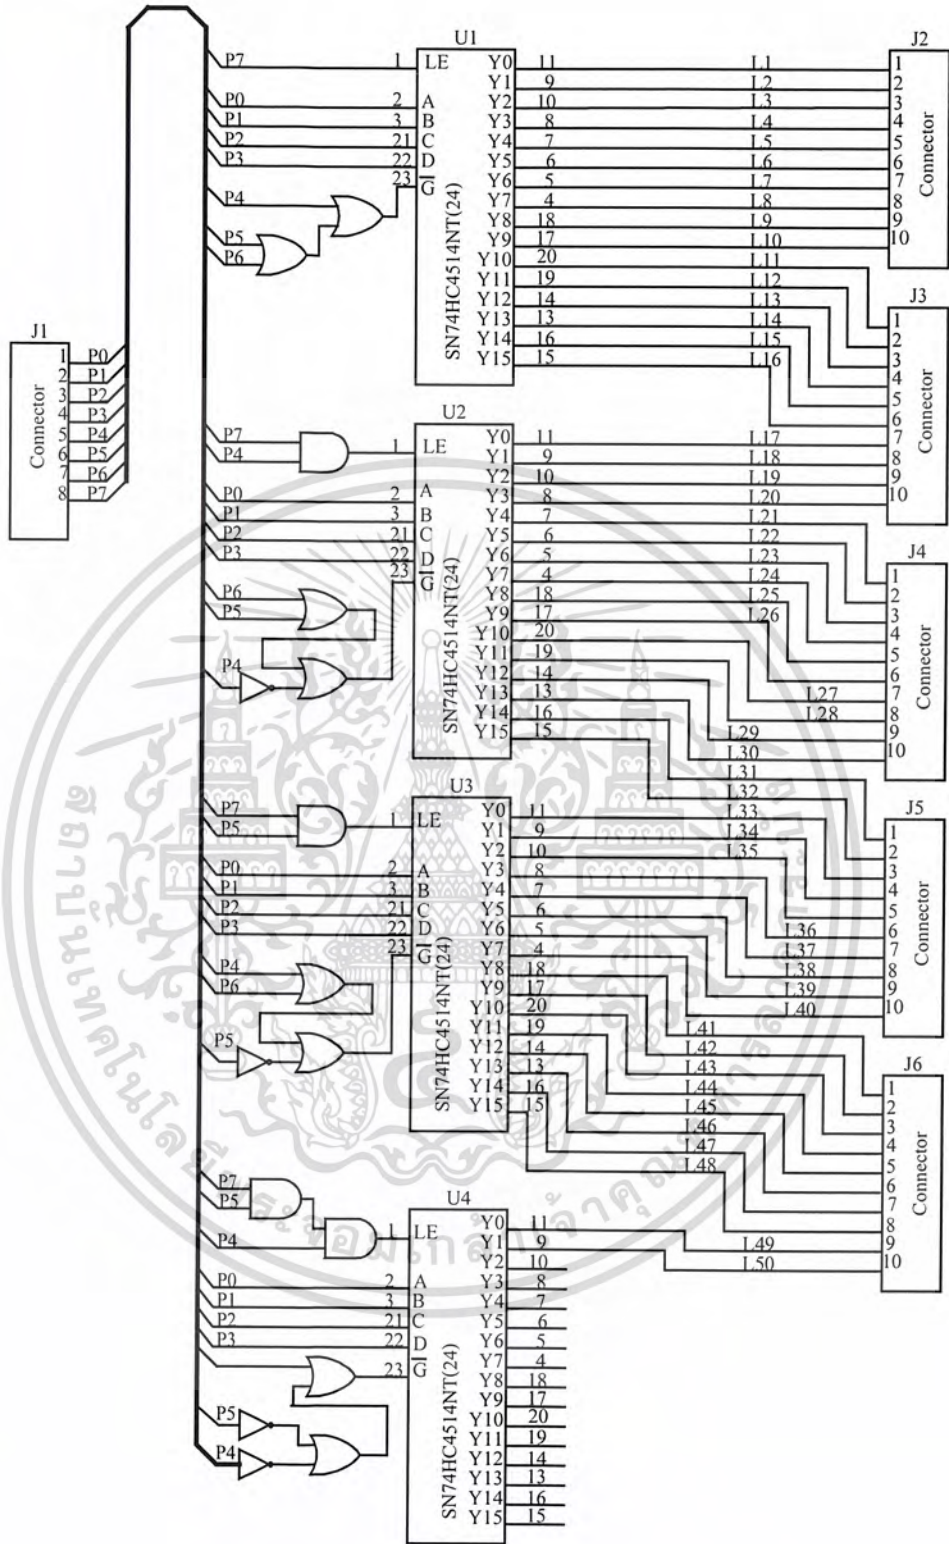 J1
Connector
1 P0
2 P1
3 P2
4 P3
5 P4
6 P5
7 P6
8 P7
U1
SN74HC4514NT(24)
P7 1 LE
P0 2 A
P1 3 B
P2 21 C
P3 22 D
23 G
P4
P5
P6
Y0 11 L1
Y1 9 L2
Y2 10 L3
Y3 8 L4
Y4 7 L5
Y5 6 L6
Y6 5 L7
Y7 4 L8
Y8 18 L9
Y9 17 L10
Y10 20 L11
Y11 19 L12
Y12 14 L13
Y13 13 L14
Y14 16 L15
Y15 15 L16
J2
Connector
1
2
3
4
5
6
7
8
9
10
J3
Connector
1
2
3
4
5
6
7
8
9
10
U2
SN74HC4514NT(24)
P7
P4
1 LE
P0 2 A
P1 3 B
P2 21 C
P3 22 D
23 G
P6
P5
P4
Y0 11 L17
Y1 9 L18
Y2 10 L19
Y3 8 L20
Y4 7 L21
Y5 6 L22
Y6 5 L23
Y7 4 L24
Y8 18 L25
Y9 17 L26
Y10 20 L27
Y11 19 L28
Y12 14 L29
Y13 13 L30
Y14 16 L31
Y15 15 L32
J4
Connector
1
2
3
4
5
6
7
8
9
10
U3
SN74HC4514NT(24)
P7
P5
1 LE
P0 2 A
P1 3 B
P2 21 C
P3 22 D
23 G
P4
P6
P5
Y0 11 L33
Y1 9 L34
Y2 10 L35
Y3 8 L36
Y4 7 L37
Y5 6 L38
Y6 5 L39
Y7 4 L40
Y8 18 L41
Y9 17 L42
Y10 20 L43
Y11 19 L44
Y12 14 L45
Y13 13 L46
Y14 16 L47
Y15 15 L48
J5
Connector
1
2
3
4
5
6
7
8
9
10
J6
Connector
1
2
3
4
5
6
7
8
9
10
U4
SN74HC4514NT(24)
P7
P5
P4
1 LE
P0 2 A
P1 3 B
P2 21 C
P3 22 D
23 G
P5
P4
Y0 11 L49
Y1 9 L50
Y2 10
Y3 8
Y4 7
Y5 6
Y6 5
Y7 4
Y8 18
Y9 17
Y10 20
Y11 19
Y12 14
Y13 13
Y14 16
Y15 15